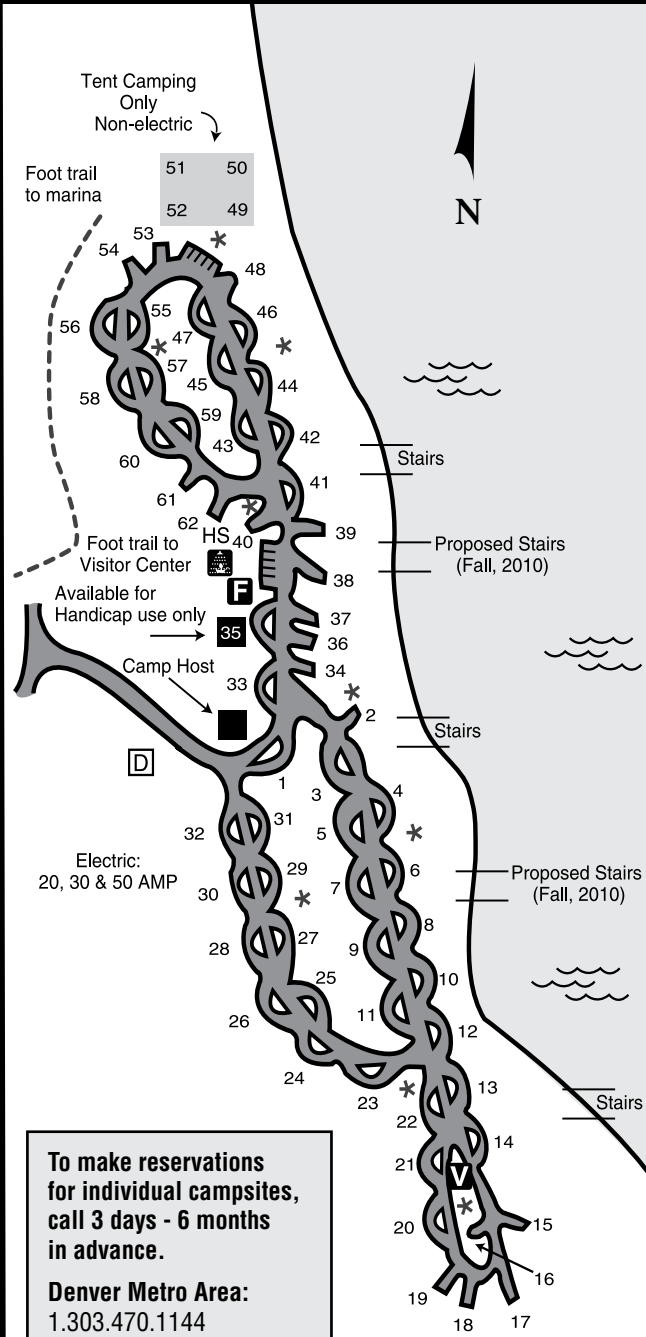 Tent Camping
Only
Non-electric
Foot trail
to marina
51 50
52 49
N
53
54
48
56
55
46
47
57
45
44
58
59
43
42
60
Stairs
41
61
62
HS
40
39
Foot trail to
Visitor Center
Proposed Stairs
(Fall, 2010)
38
F
Available for
Handicap use only
35
37
36
34
Camp Host
33
2
Stairs
D
1
3
4
31
32
5
Electric:
20, 30 & 50 AMP
29
30
6
7
Proposed Stairs
(Fall, 2010)
8
27
28
9
25
10
26
11
12
24
23
13
22
Stairs
14
21
V
20
15
16
19
18
17
To make reservations
for individual campsites,
call 3 days - 6 months
in advance.
Denver Metro Area:
1.303.470.1144